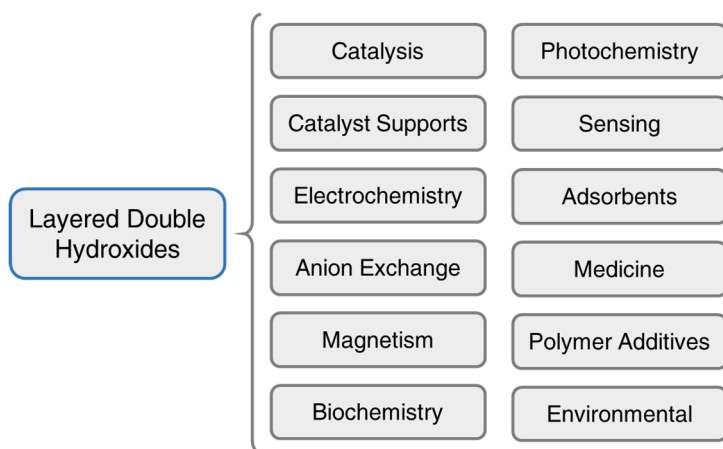 Layered Double
Hydroxides
Catalysis
Photochemistry
Catalyst Supports
Sensing
Electrochemistry
Adsorbents
Anion Exchange
Medicine
Magnetism
Polymer Additives
Biochemistry
Environmental